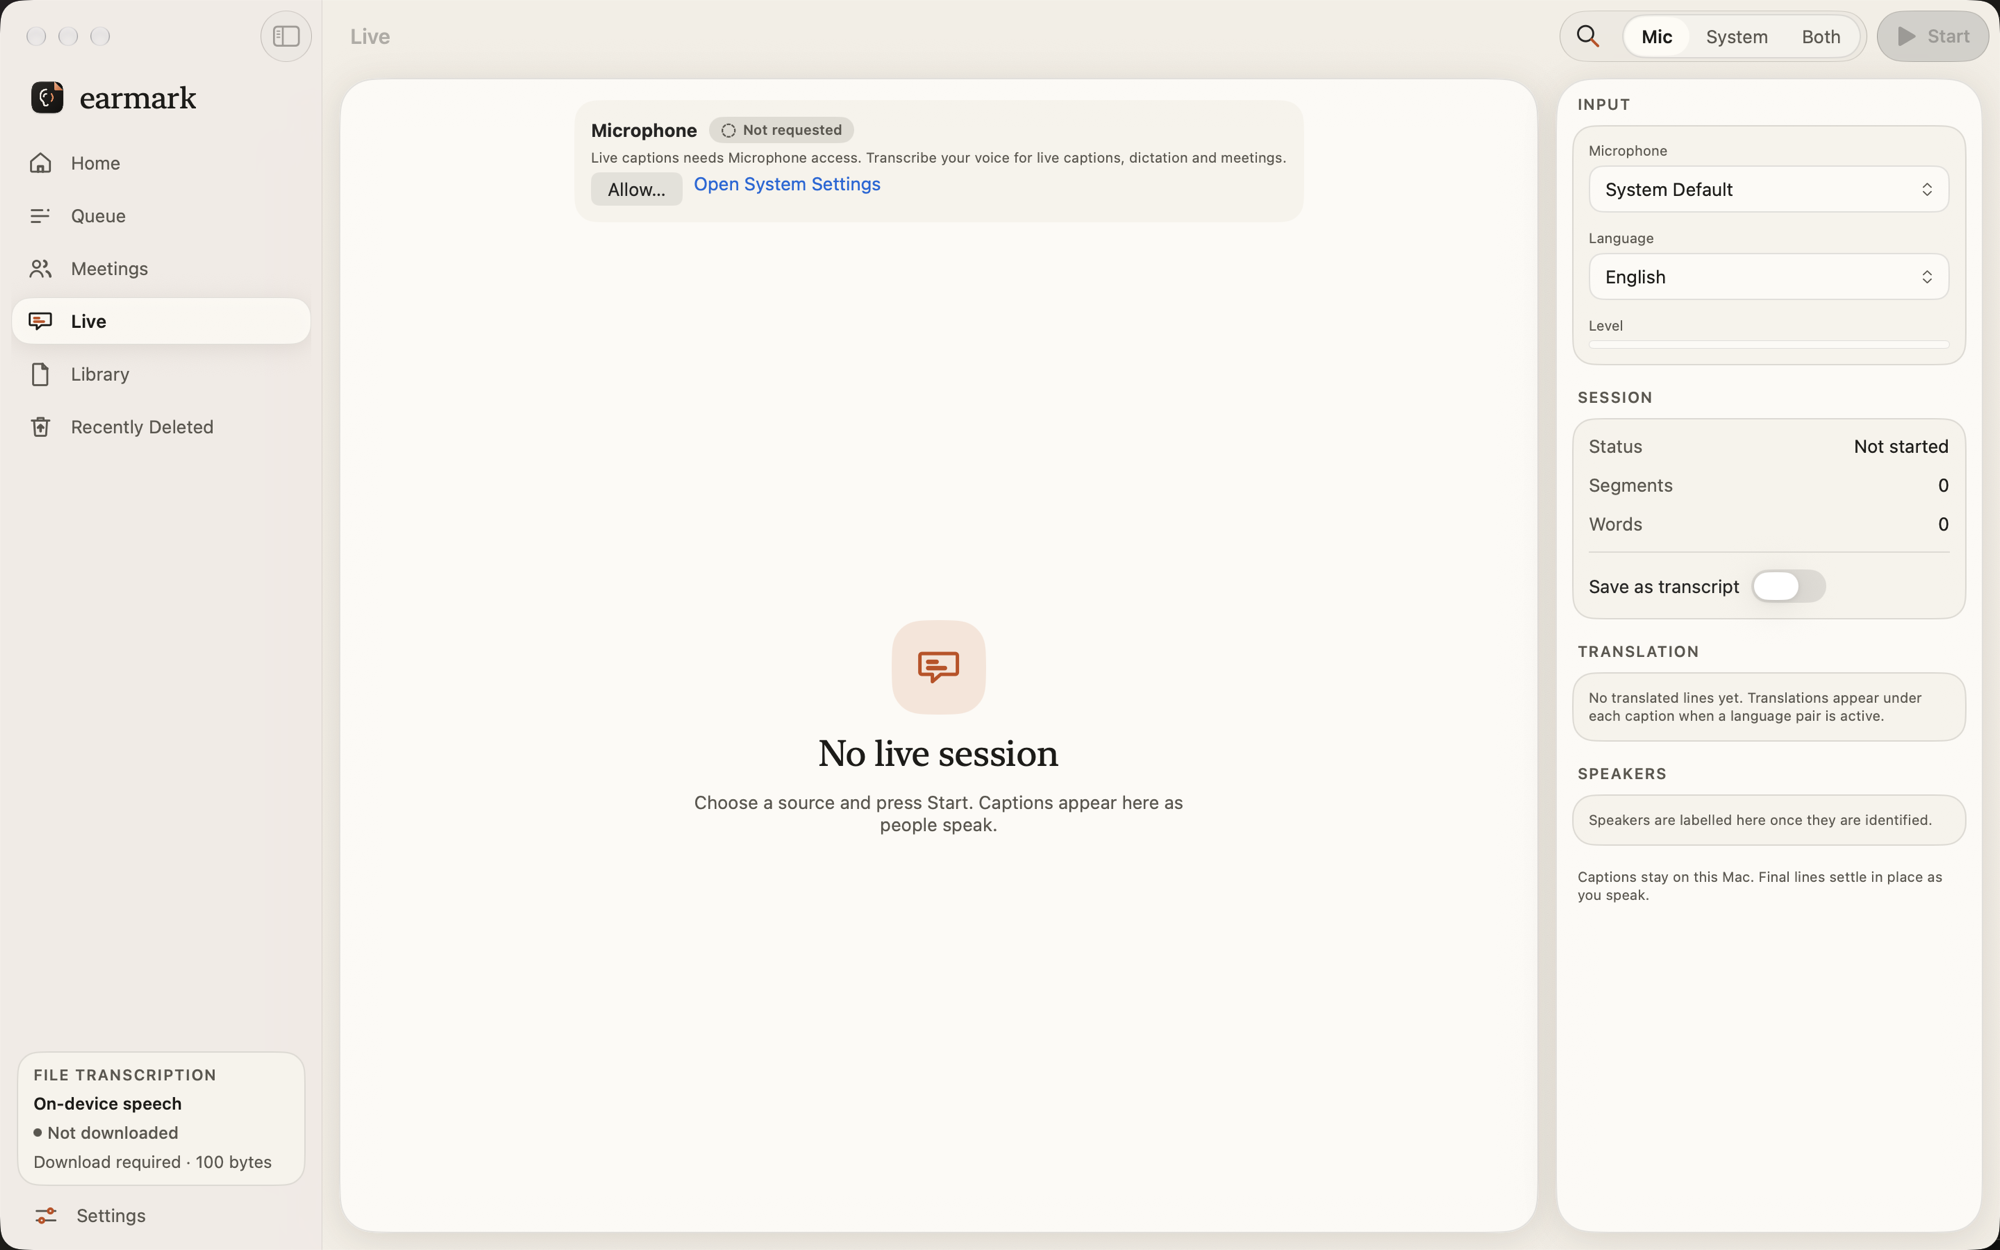 Live
Mic
System
Both
Start
earmark
Home
Queue
Meetings
Live
Library
Recently Deleted
FILE TRANSCRIPTION
On-device speech
Not downloaded
Download required · 100 bytes
Settings
Microphone
Not requested
Live captions needs Microphone access. Transcribe your voice for live captions, dictation and meetings.
Allow...
Open System Settings
No live session
Choose a source and press Start. Captions appear here as
people speak.
INPUT
Microphone
System Default
Language
English
Level
SESSION
Status Not started
Segments 0
Words 0
Save as transcript
TRANSLATION
No translated lines yet. Translations appear under
each caption when a language pair is active.
SPEAKERS
Speakers are labelled here once they are identified.
Captions stay on this Mac. Final lines settle in place as
you speak.